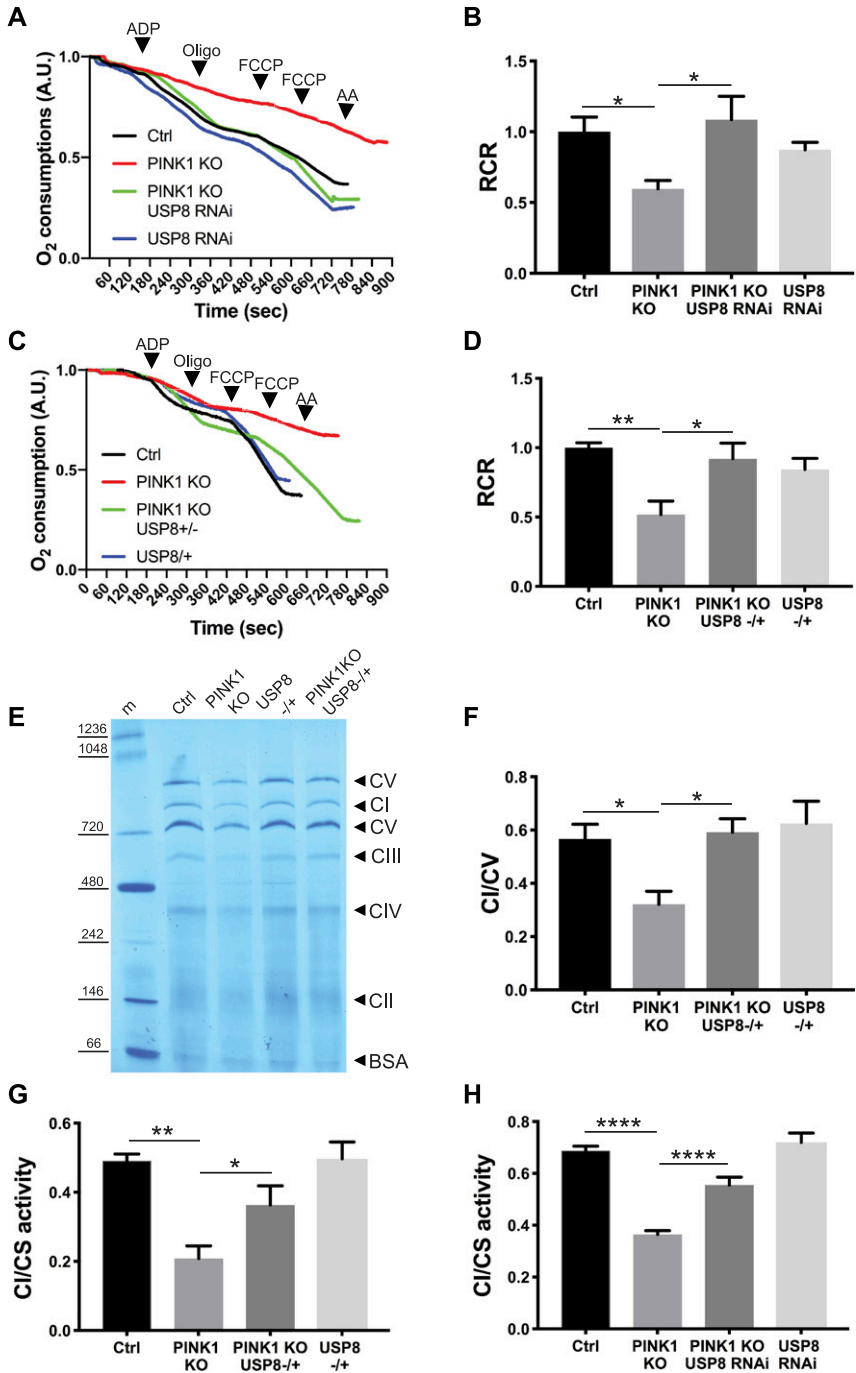 A
ADP
Oligo
FCCP
FCCP
AA
1.0
0.5
0.0
O2 consumptions (A.U.)
Ctrl
PINK1 KO
PINK1 KO
USP8 RNAi
USP8 RNAi
60 120 180 240 300 360 420 480 540 600 660 720 780 840 900
Time (sec)
B
RCR
1.5
1.0
0.5
0.0
*
*
Ctrl
PINK1
KO
PINK1 KO
USP8 RNAi
USP8
RNAi
C
ADP
Oligo
FCCP
FCCP
AA
1.0
0.5
0.0
O2 consumption (A.U.)
Ctrl
PINK1 KO
PINK1 KO
USP8+/-
USP8/+
0 60 120 180 240 300 360 420 480 540 600 660 720 780 840 900
Time (sec)
D
RCR
1.5
1.0
0.5
0.0
**
*
Ctrl
PINK1
KO
PINK1 KO
USP8 -/+
USP8
-/+
E
m
Ctrl
PINK1
KO
USP8
-/+
PINK1KO
USP8-/+
1236
1048
720
480
242
146
66
CV
CI
CV
CIII
CIV
CII
BSA
F
CI/CV
0.8
0.6
0.4
0.2
0.0
*
*
Ctrl
PINK1
KO
PINK1 KO
USP8-/+
USP8
-/+
G
CI/CS activity
0.6
0.4
0.2
0.0
**
*
Ctrl
PINK1
KO
PINK1 KO
USP8-/+
USP8
-/+
H
CI/CS activity
0.8
0.6
0.4
0.2
0.0
****
****
Ctrl
PINK1
KO
PINK1 KO
USP8 RNAi
USP8
RNAi